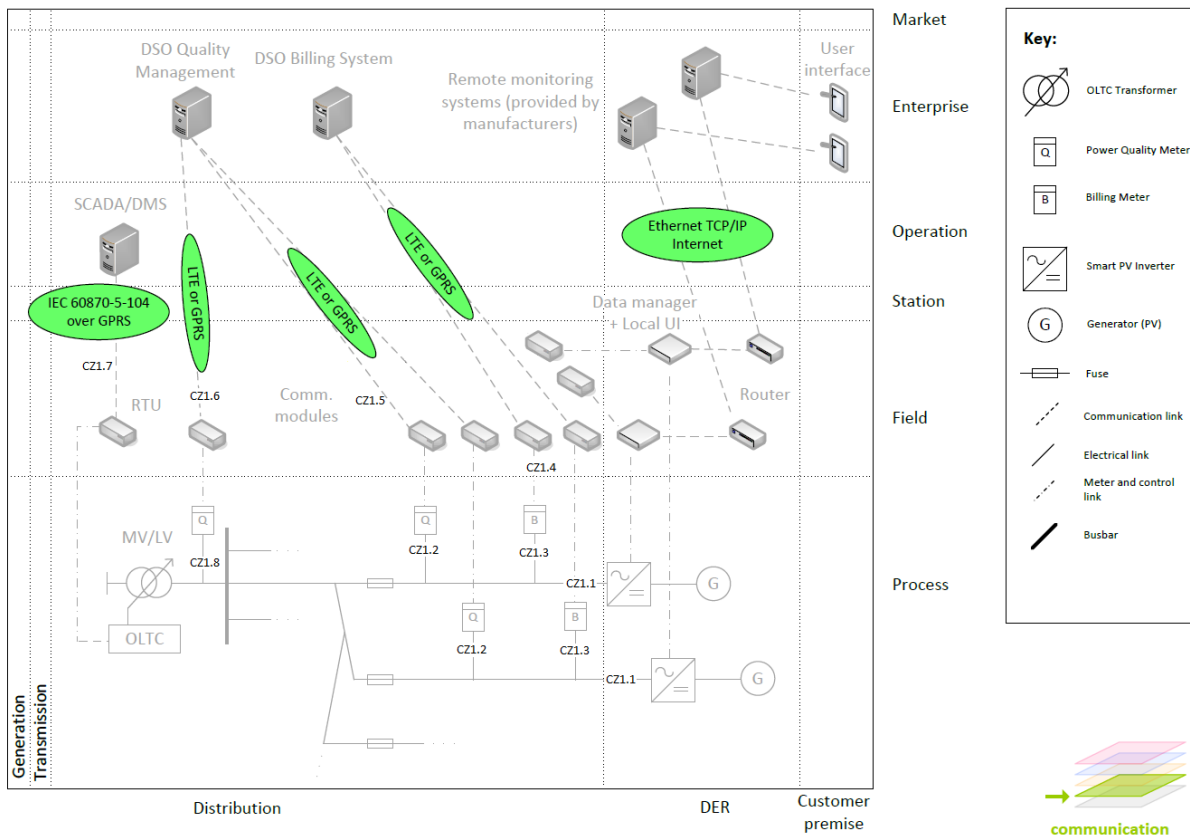 Market
DSO Quality
Management
DSO Billing System
Remote monitoring
systems (provided by
manufacturers)
User
interface
Enterprise
SCADA/DMS
LTE or GPRS
LTE or GPRS
LTE or GPRS
Ethernet TCP/IP
Internet
Operation
IEC 60870-5-104
over GPRS
Data manager
+ Local UI
Station
CZ1.7
CZ1.6
CZ1.5
RTU
Comm.
modules
Router
Field
CZ1.4
Q
Q
B
MV/LV
CZ1.8
CZ1.2
CZ1.3
CZ1.1
G
Process
OLTC
Q
B
CZ1.2
CZ1.3
CZ1.1
G
Generation
Transmission
Distribution
DER
Customer
premise
Key:
OLTC Transformer
Q
Power Quality Meter
B
Billing Meter
Smart PV Inverter
G
Generator (PV)
Fuse
Communication link
Electrical link
Meter and control
link
Busbar
communication